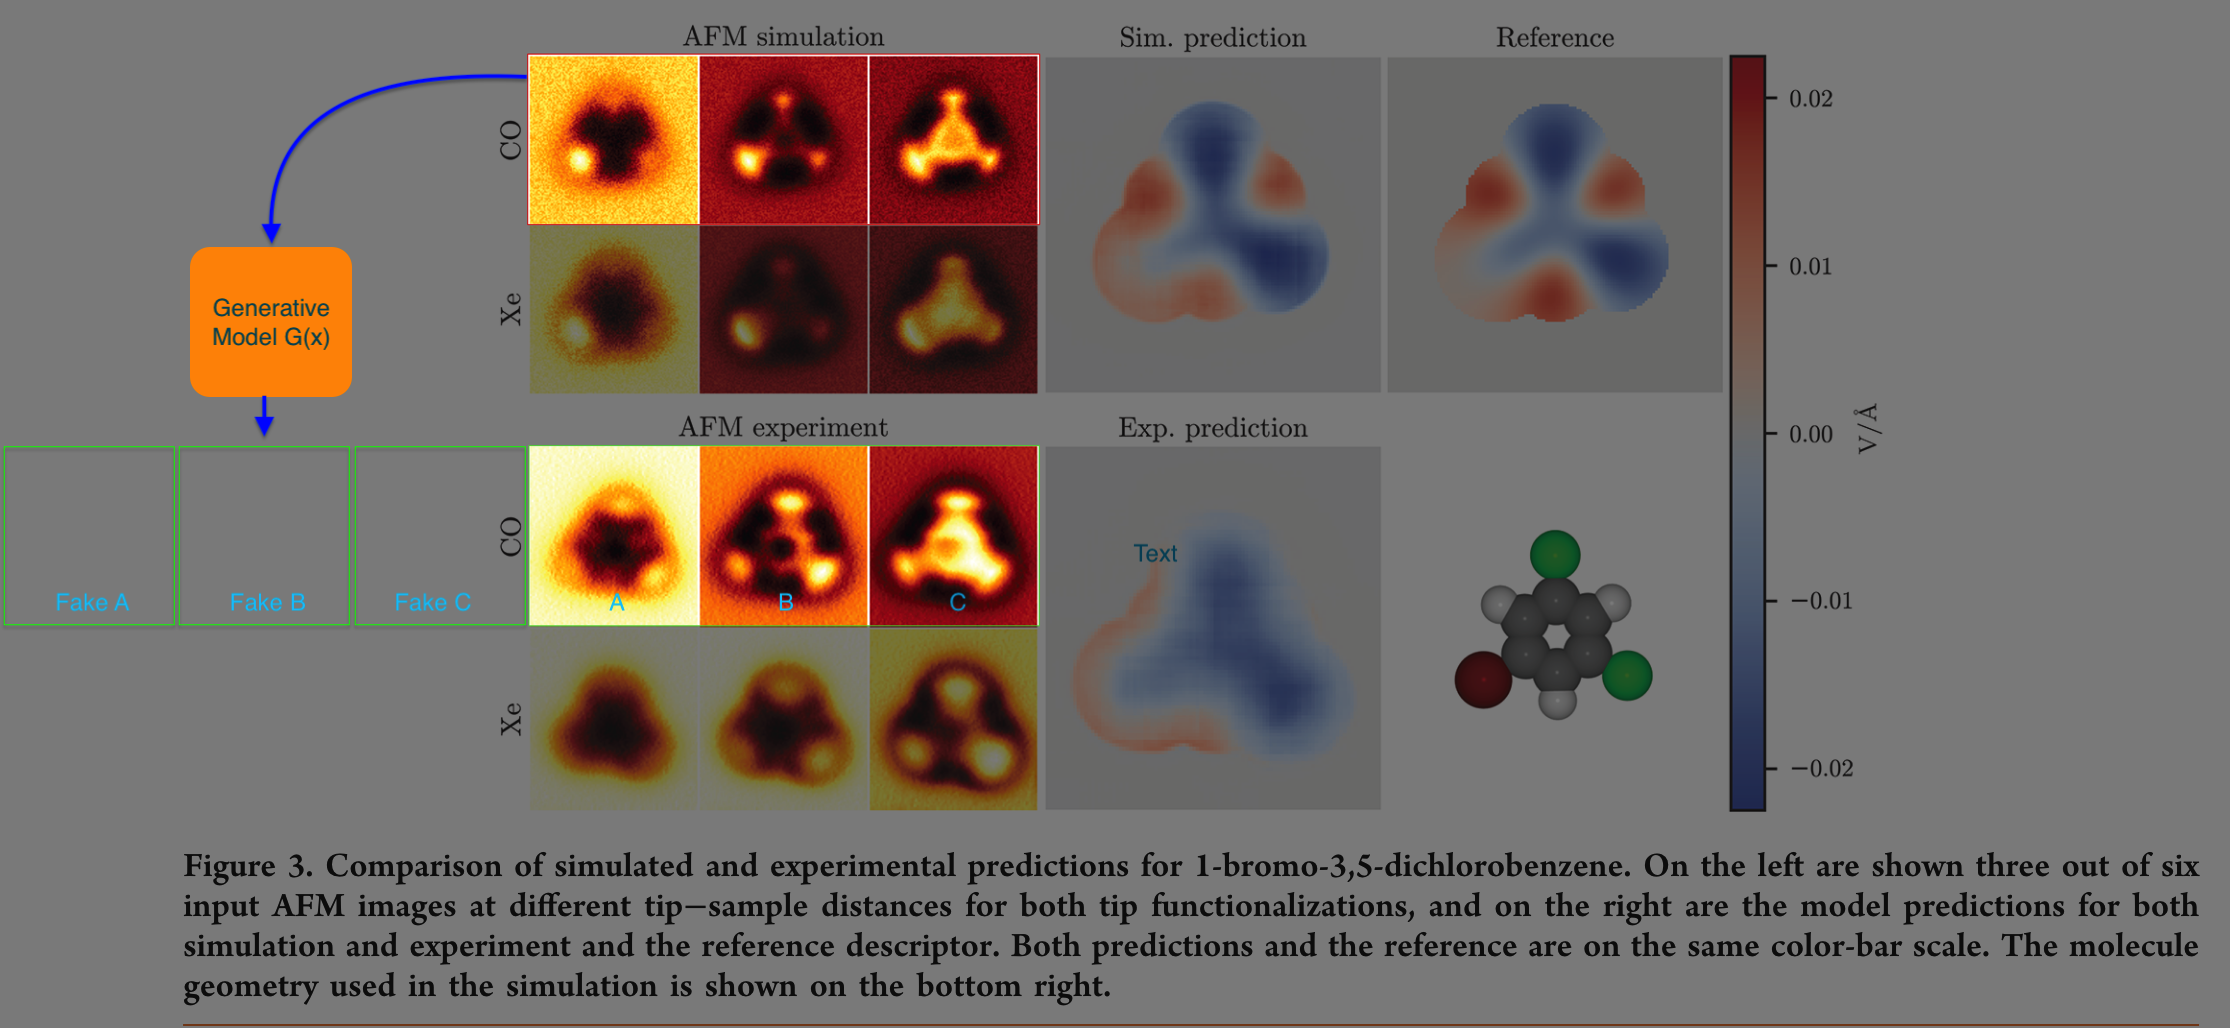 AFM simulation
Sim. prediction
Reference
CO
Xe
0.02
0.01
0.00
−0.01
−0.02
V/Å
Generative
Model G(x)
AFM experiment
Exp. prediction
CO
Xe
Fake A
Fake B
Fake C
A
B
C
Text
Figure 3. Comparison of simulated and experimental predictions for 1-bromo-3,5-dichlorobenzene. On the left are shown three out of six
input AFM images at different tip−sample distances for both tip functionalizations, and on the right are the model predictions for both
simulation and experiment and the reference descriptor. Both predictions and the reference are on the same color-bar scale. The molecule
geometry used in the simulation is shown on the bottom right.